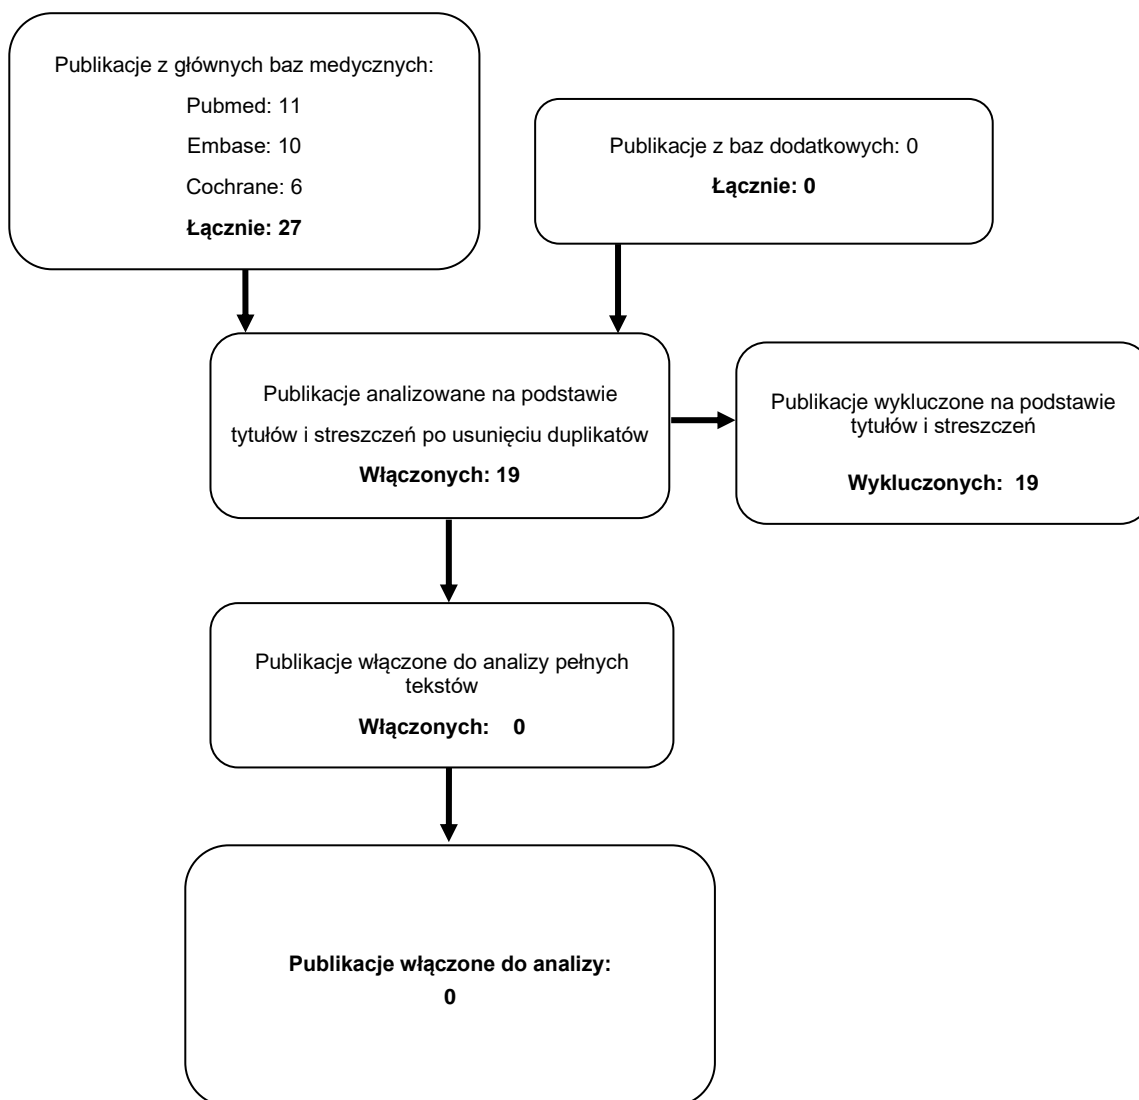 Publikacje z głównych baz medycznych:
Pubmed: 11
Embase: 10
Cochrane: 6
Łącznie: 27
Publikacje z baz dodatkowych: 0
Łącznie: 0
Publikacje analizowane na podstawie
tytułów i streszczeń po usunięciu duplikatów
Włączonych: 19
Publikacje wykluczone na podstawie
tytułów i streszczeń
Wykluczonych: 19
Publikacje włączone do analizy pełnych
tekstów
Włączonych: 0
Publikacje włączone do analizy:
0